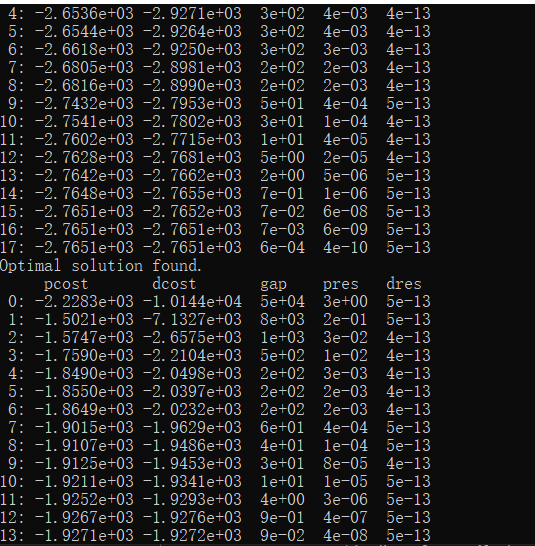 4: -2.6536e+03 -2.9271e+03 3e+02 4e-03 4e-13
5: -2.6544e+03 -2.9264e+03 3e+02 4e-03 4e-13
6: -2.6618e+03 -2.9250e+03 3e+02 3e-03 4e-13
7: -2.6805e+03 -2.8981e+03 2e+02 2e-03 4e-13
8: -2.6816e+03 -2.8990e+03 2e+02 2e-03 4e-13
9: -2.7432e+03 -2.7953e+03 5e+01 4e-04 5e-13
10: -2.7541e+03 -2.7802e+03 3e+01 1e-04 4e-13
11: -2.7602e+03 -2.7715e+03 1e+01 4e-05 4e-13
12: -2.7628e+03 -2.7681e+03 5e+00 2e-05 4e-13
13: -2.7642e+03 -2.7662e+03 2e+00 5e-06 5e-13
14: -2.7648e+03 -2.7655e+03 7e-01 1e-06 5e-13
15: -2.7651e+03 -2.7652e+03 7e-02 6e-08 5e-13
16: -2.7651e+03 -2.7651e+03 7e-03 6e-09 5e-13
17: -2.7651e+03 -2.7651e+03 6e-04 4e-10 5e-13
Optimal solution found.
pcost dcost gap pres dres
0: -2.2283e+03 -1.0144e+04 5e+04 3e+00 5e-13
1: -1.5021e+03 -7.1327e+03 8e+03 2e-01 5e-13
2: -1.5747e+03 -2.6575e+03 1e+03 3e-02 4e-13
3: -1.7590e+03 -2.2104e+03 5e+02 1e-02 4e-13
4: -1.8490e+03 -2.0498e+03 2e+02 3e-03 4e-13
5: -1.8550e+03 -2.0397e+03 2e+02 2e-03 4e-13
6: -1.8649e+03 -2.0232e+03 2e+02 2e-03 4e-13
7: -1.9015e+03 -1.9629e+03 6e+01 4e-04 5e-13
8: -1.9107e+03 -1.9486e+03 4e+01 1e-04 5e-13
9: -1.9125e+03 -1.9453e+03 3e+01 8e-05 4e-13
10: -1.9211e+03 -1.9341e+03 1e+01 1e-05 5e-13
11: -1.9252e+03 -1.9293e+03 4e+00 3e-06 5e-13
12: -1.9267e+03 -1.9276e+03 9e-01 4e-07 5e-13
13: -1.9271e+03 -1.9272e+03 9e-02 4e-08 5e-13